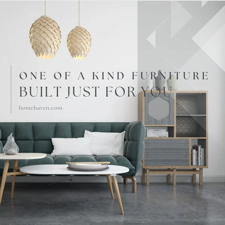 ONE OF A KIND FURNITURE
BUILT JUST FOR YOU
homehaven.com